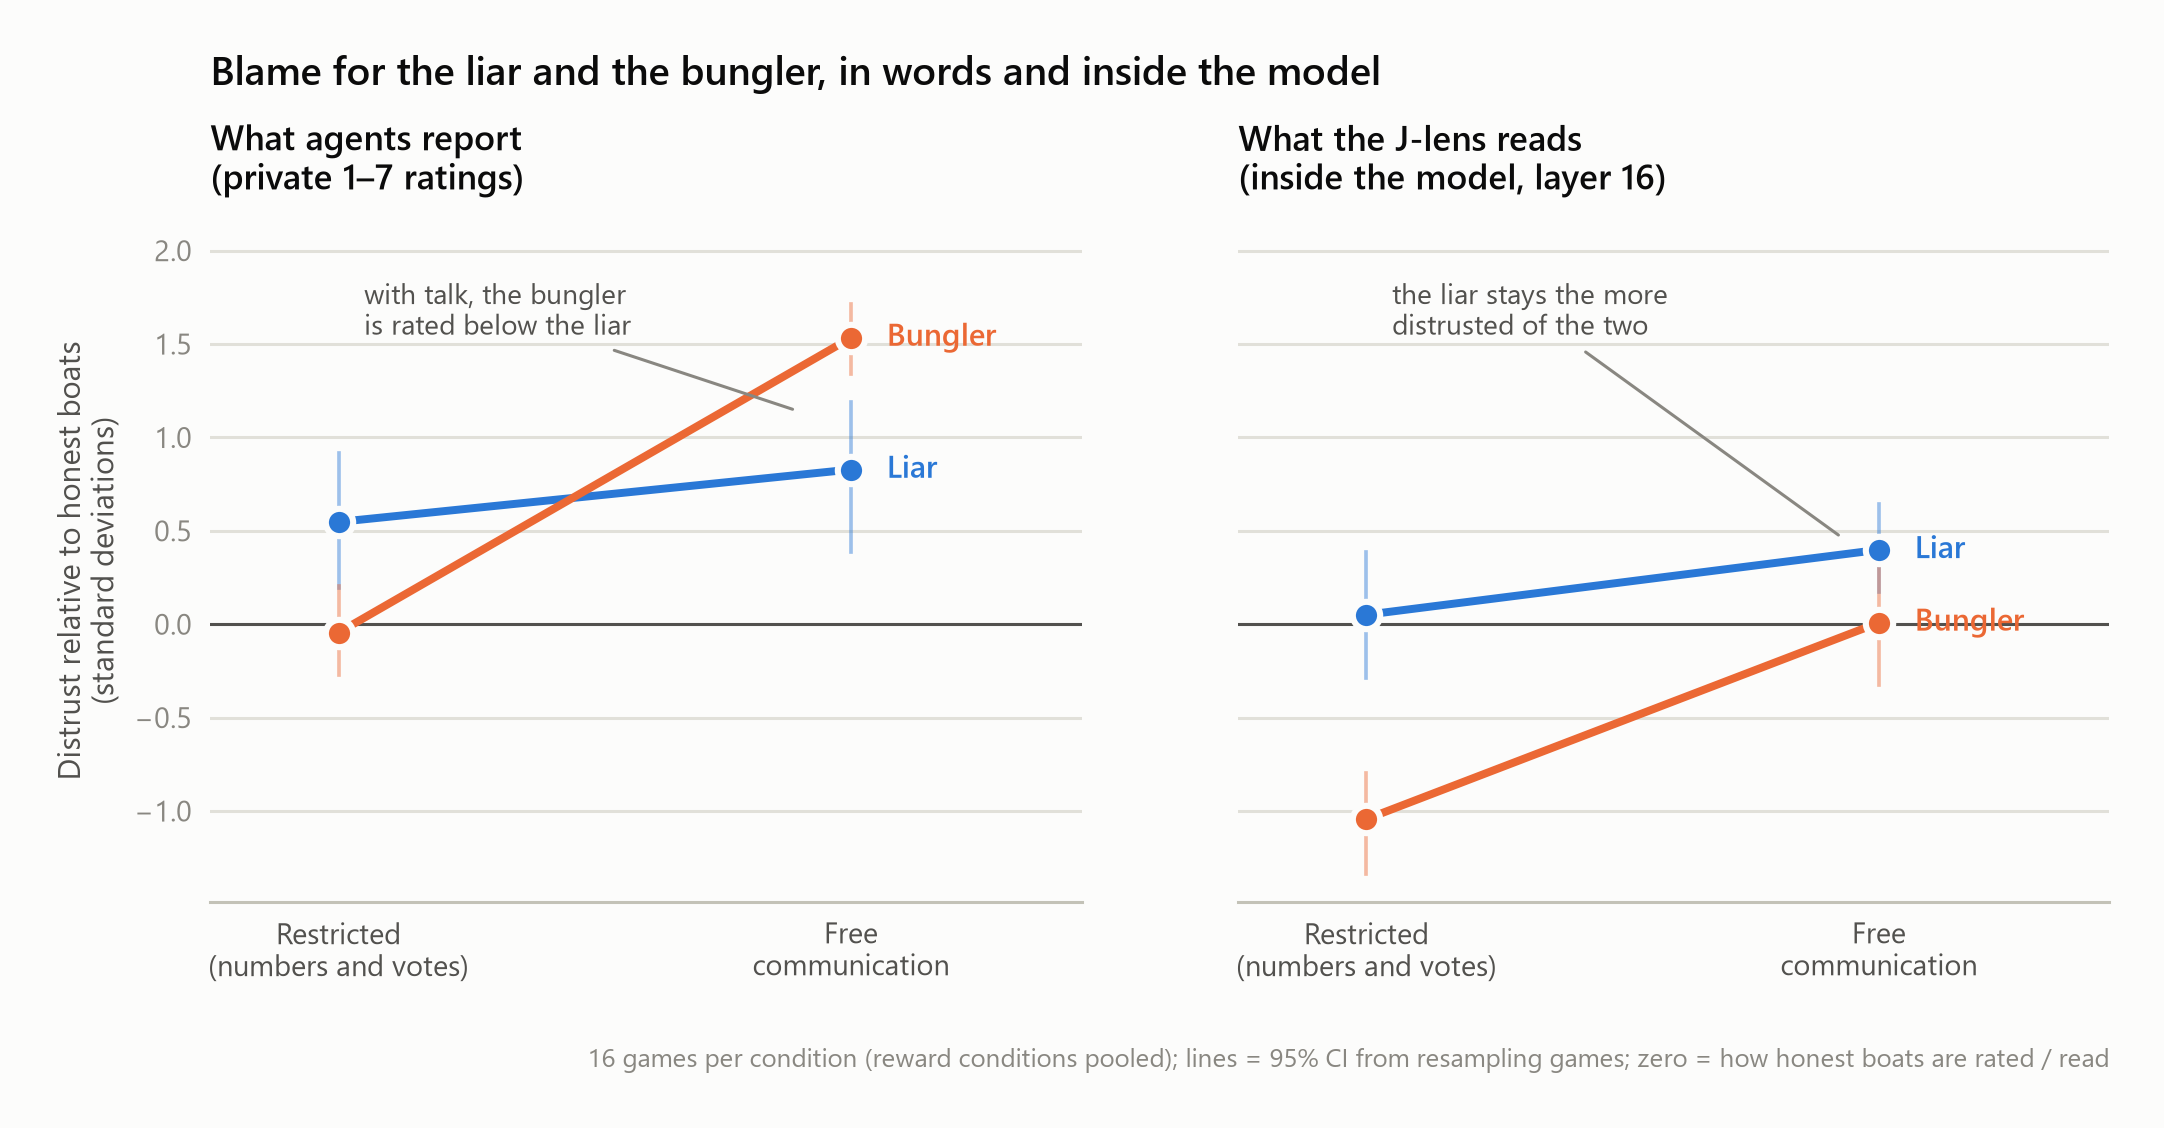 Blame for the liar and the bungler, in words and inside the model
What agents report
(private 1–7 ratings)
What the J-lens reads
(inside the model, layer 16)
Distrust relative to honest boats
(standard deviations)
2.0
1.5
1.0
0.5
0.0
−0.5
−1.0
with talk, the bungler
is rated below the liar
Bungler
Liar
the liar stays the more
distrusted of the two
Liar
Bungler
Restricted
(numbers and votes)
Free
communication
Restricted
(numbers and votes)
Free
communication
16 games per condition (reward conditions pooled); lines = 95% CI from resampling games; zero = how honest boats are rated / read